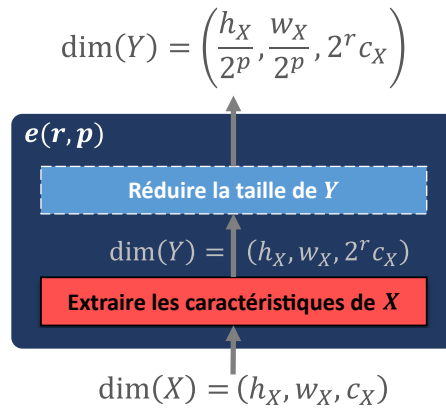 dim(Y) = (h_X/2^p, w_X/2^p, 2^r c_X)
e(r, p)
Réduire la taille de Y
dim(Y) = (h_X, w_X, 2^r c_X)
Extraire les caractéristiques de X
dim(X) = (h_X, w_X, c_X)